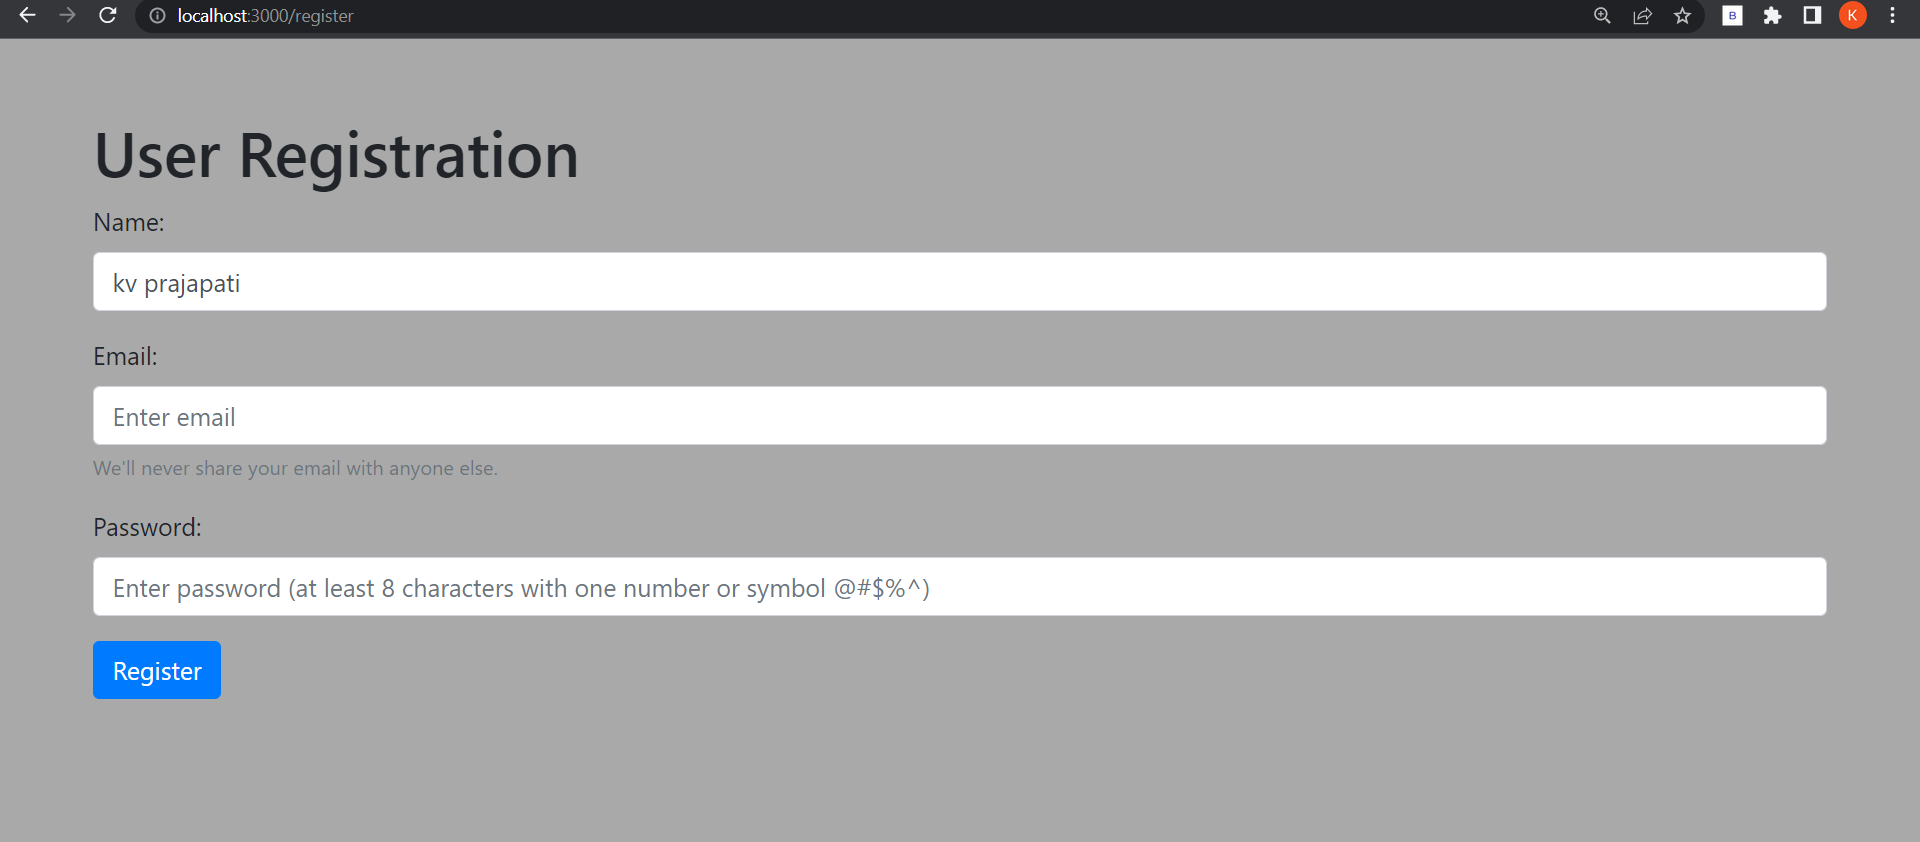 localhost:3000/register
B
K
User Registration
Name:
kv prajapati
Email:
Enter email
We'll never share your email with anyone else.
Password:
Enter password (at least 8 characters with one number or symbol @#$%^)
Register